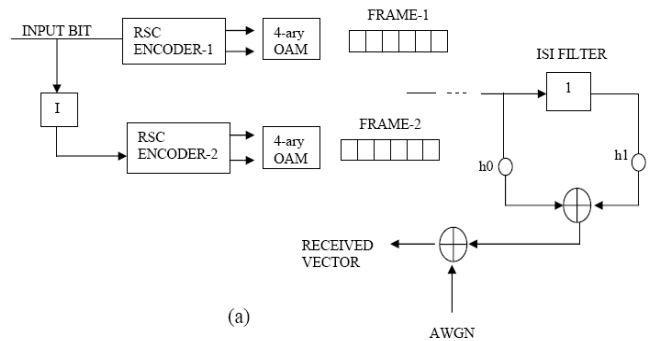 INPUT BIT
RSC
ENCODER-1
4-ary
OAM
FRAME-1
I
RSC
ENCODER-2
4-ary
OAM
FRAME-2
ISI FILTER
1
h0
h1
RECEIVED
VECTOR
AWGN
(a)